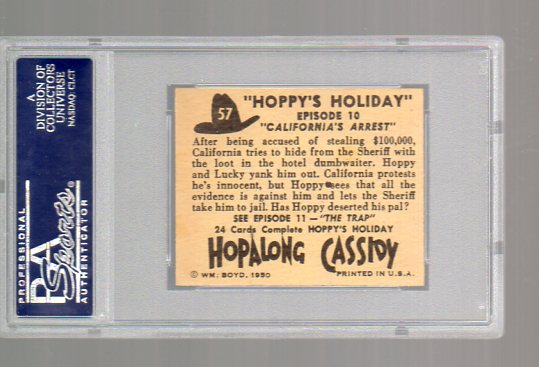 A
DIVISION OF
COLLECTORS
UNIVERSE
NASDAQ: CLCT
PSA
Sports
PROFESSIONAL
AUTHENTICATOR
57
"HOPPY'S HOLIDAY"
EPISODE 10
"CALIFORNIA'S ARREST"
After being accused of stealing $100,000,
California tries to hide from the Sheriff with
the loot in the hotel dumbwaiter. Hoppy
and Lucky yank him out. California protests
he's innocent, but Hoppy sees that all the
evidence is against him and lets the Sheriff
take him to jail. Has Hoppy deserted his pal?
SEE EPISODE 11—"THE TRAP"
24 Cards Complete HOPPY'S HOLIDAY
HOPALONG CASSIDY
© WM. BOYD, 1950 PRINTED IN U.S.A.